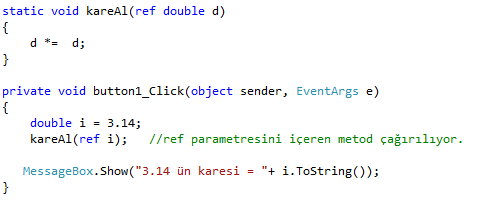 static void kareAl(ref double d)
{
d *= d;
}
private void button1_Click(object sender, EventArgs e)
{
double i = 3.14;
kareAl(ref i); //ref parametresini içeren metod çağırılıyor.
MessageBox.Show("3.14 ün karesi = "+ i.ToString());
}